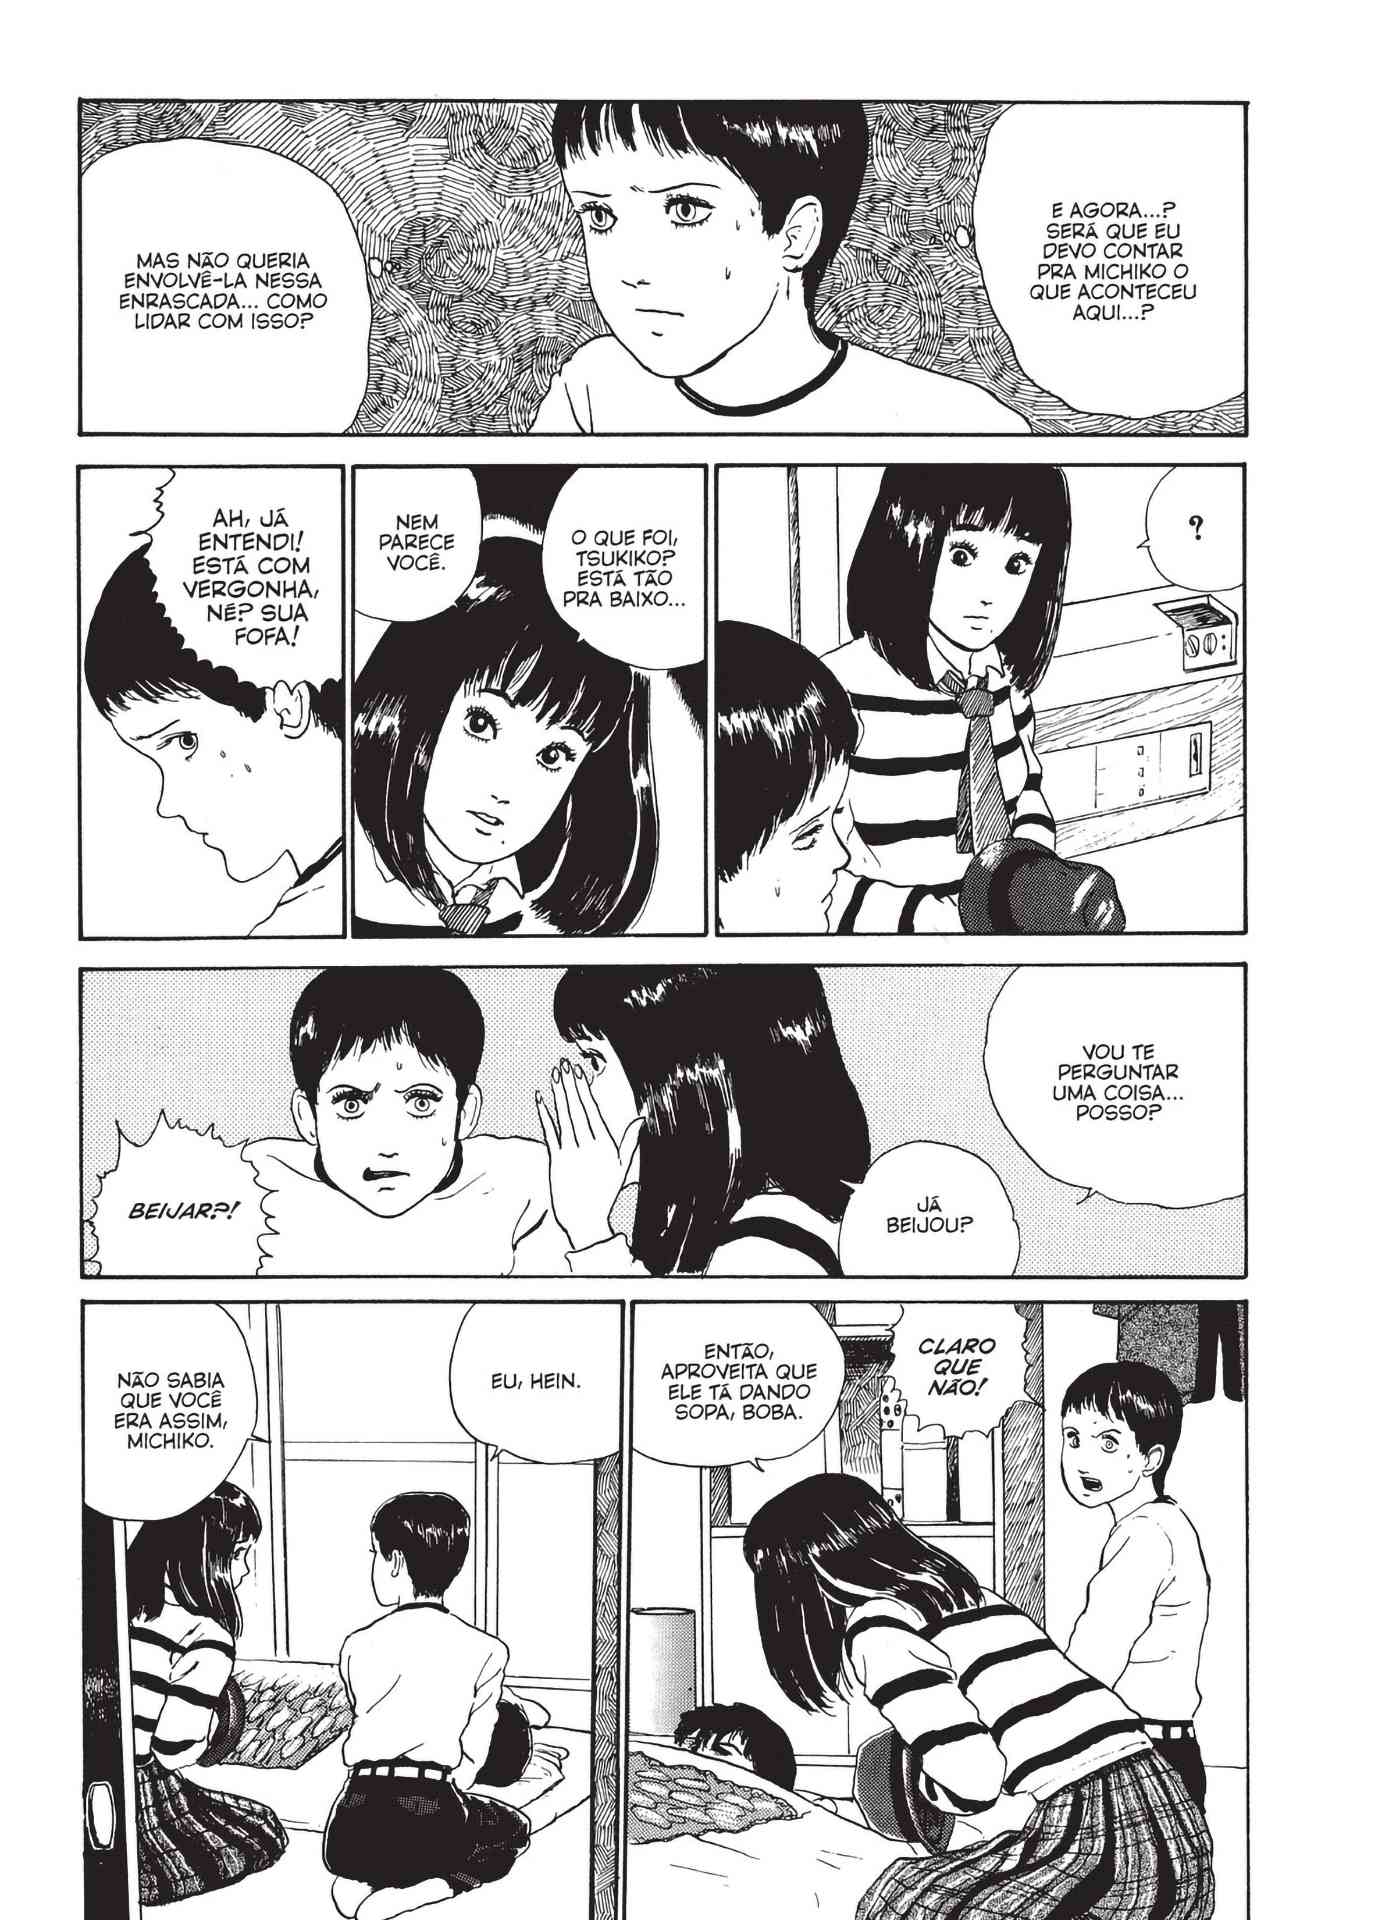 E AGORA...?
SERÁ QUE EU
DEVO CONTAR
PRA MICHIKO O
QUE ACONTECEU
AQUI...?
MAS NÃO QUERIA
ENVOLVÊ-LA NESSA
ENRASCADA... COMO
LIDAR COM ISSO?
?
O QUE FOI,
TSUKIKO?
ESTÁ TÃO
PRA BAIXO...
NEM
PARECE
VOCÊ.
AH, JÁ
ENTENDI!
ESTÁ COM
VERGONHA,
NÉ? SUA
FOFA!
VOU TE
PERGUNTAR
UMA COISA...
POSSO?
JÁ
BEIJOU?
BEIJAR?!
CLARO
QUE
NÃO!
ENTÃO,
APROVEITA QUE
ELE TÁ DANDO
SOPA, BOBA.
EU, HEIN.
NÃO SABIA
QUE VOCÊ
ERA ASSIM,
MICHIKO.